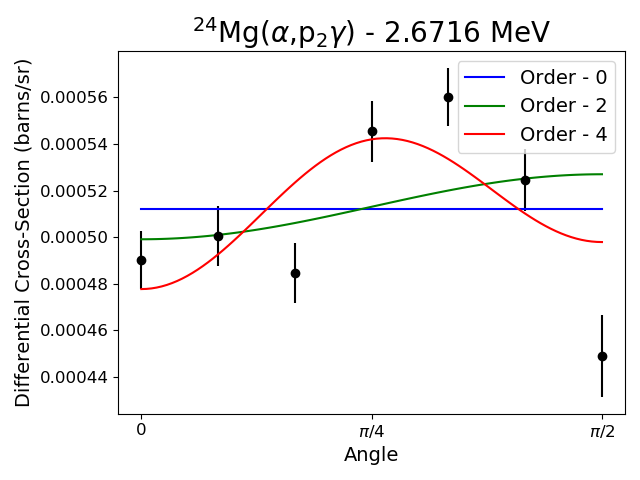 ²⁴Mg(α,p₂γ) - 2.6716 MeV
Differential Cross-Section (barns/sr)
0.00056
0.00054
0.00052
0.00050
0.00048
0.00046
0.00044
Order - 0
Order - 2
Order - 4
0
π/4
π/2
Angle